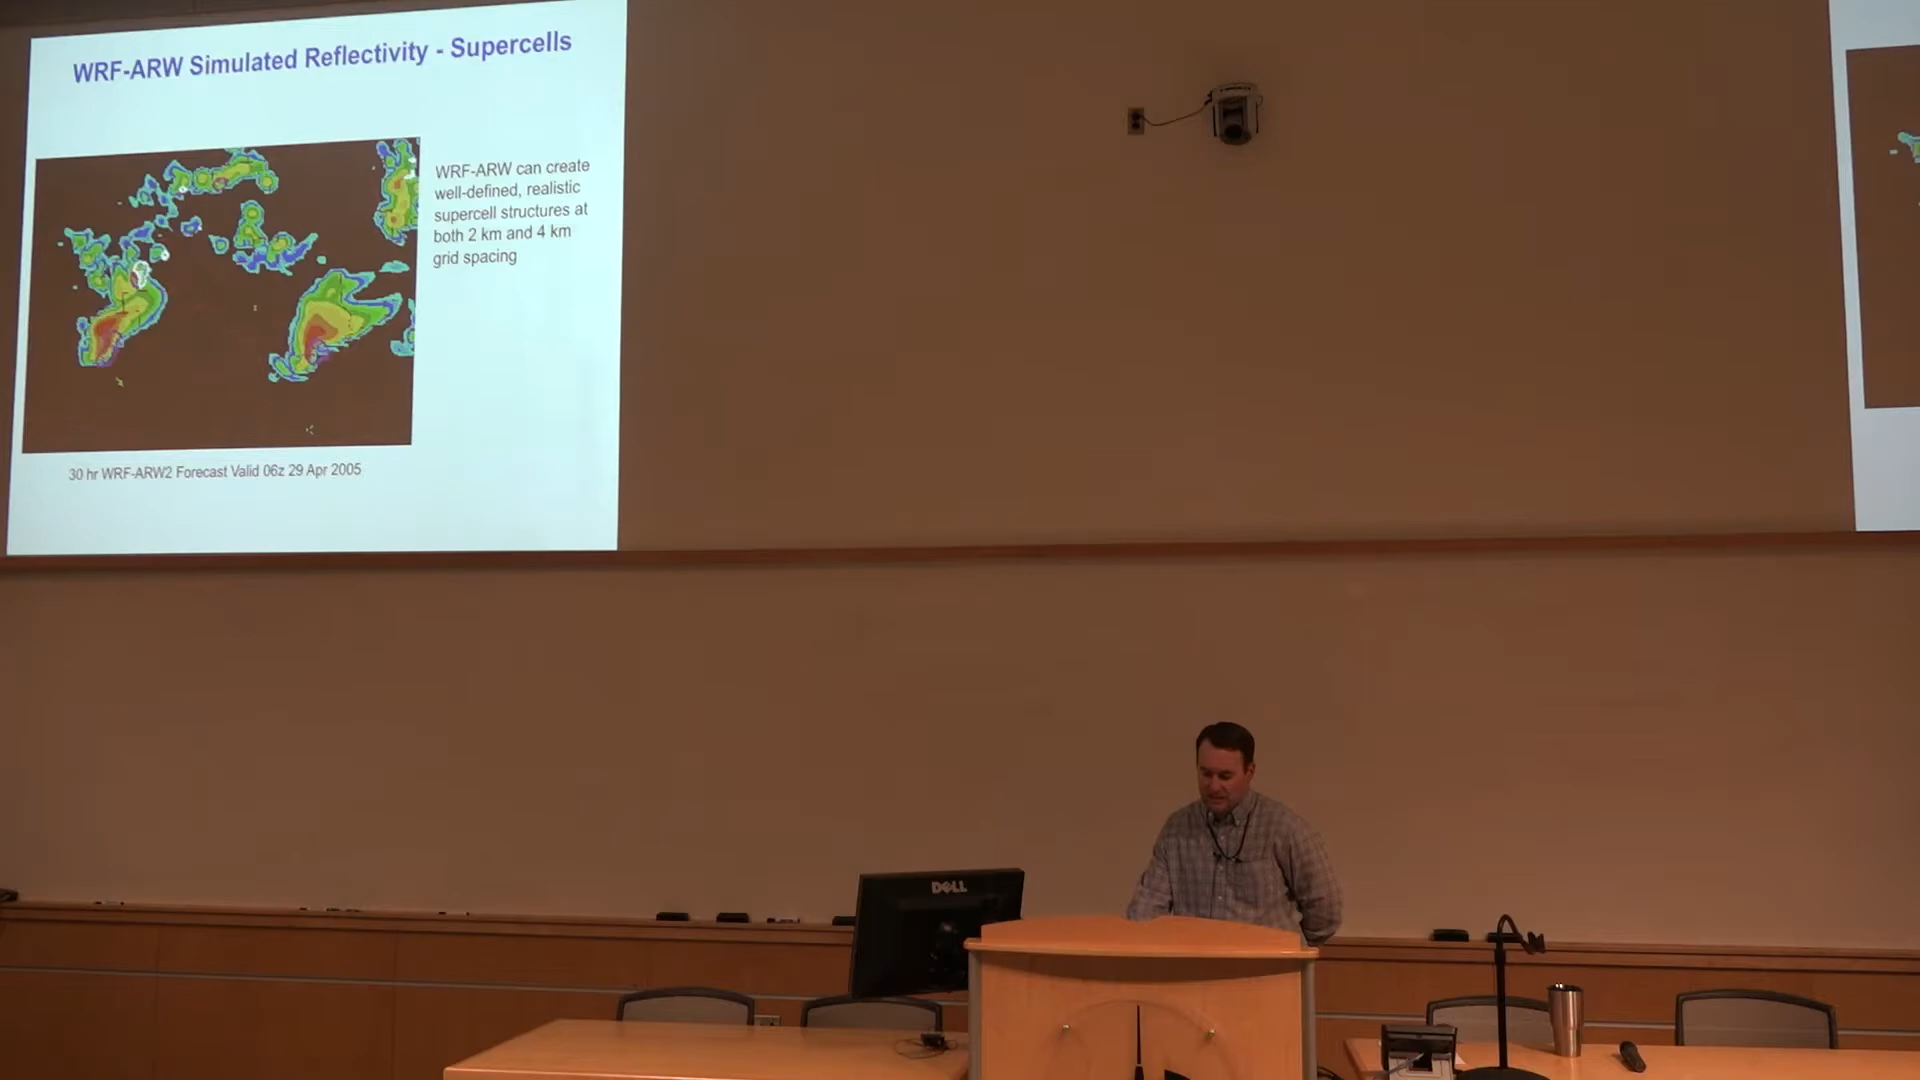 WRF-ARW Simulated Reflectivity - Supercells
WRF-ARW can create
well-defined, realistic
supercell structures at
both 2 km and 4 km
grid spacing
30 hr WRF-ARW2 Forecast Valid 06z 29 Apr 2005
DELL